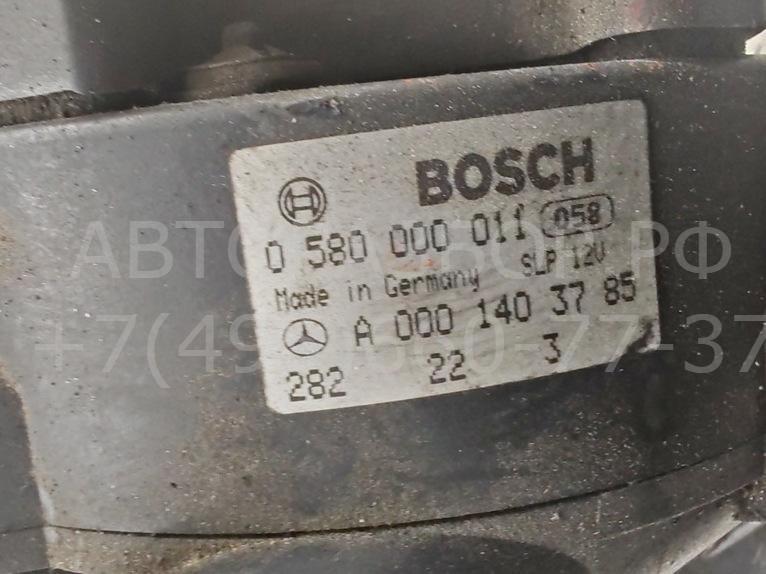 BOSCH
0 580 000 011 058
Made in Germany SLP 12V
A 000 140 37 85
282 22 3